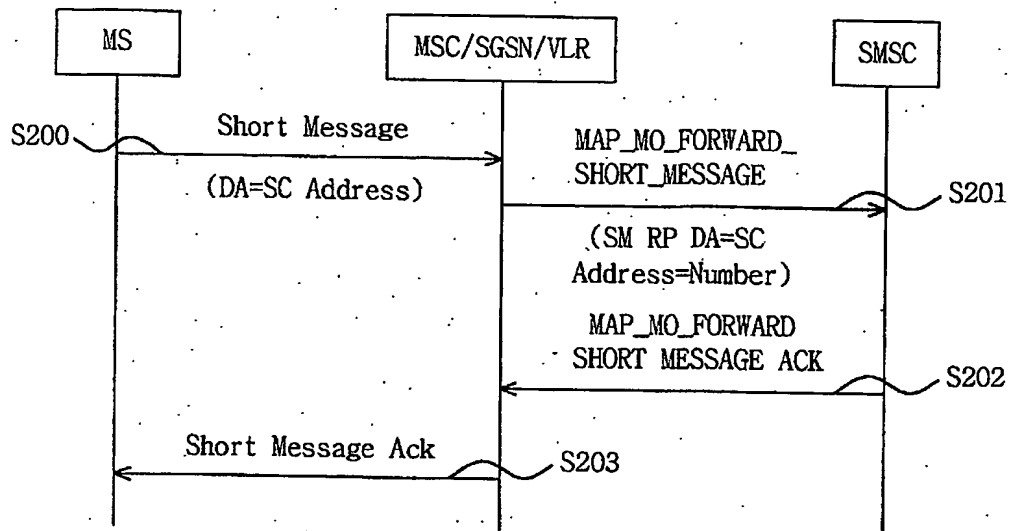 MS
MSC/SGSN/VLR
SMSC
S200
Short Message
(DA=SC Address)
MAP_MO_FORWARD_
SHORT_MESSAGE
S201
(SM RP DA=SC
Address=Number)
MAP_MO_FORWARD
SHORT MESSAGE ACK
S202
Short Message Ack
S203